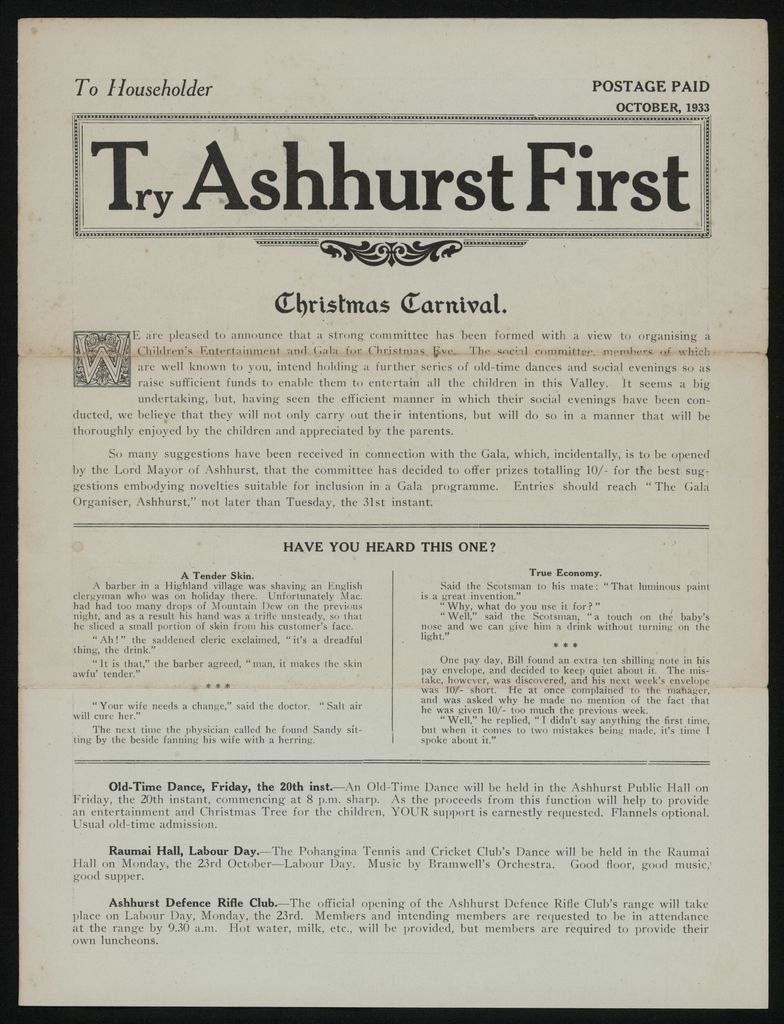 To Householder
POSTAGE PAID
OCTOBER, 1933
Try Ashhurst First
Christmas Carnival.
WE are pleased to announce that a strong committee has been formed with a view to organising a
Children's Entertainment and Gala for Christmas Eve. The social committee, members of which
are well known to you, intend holding a further series of old-time dances and social evenings so as
raise sufficient funds to enable them to entertain all the children in this Valley. It seems a big
undertaking, but, having seen the efficient manner in which their social evenings have been con-
ducted, we believe that they will not only carry out their intentions, but will do so in a manner that will be
thoroughly enjoyed by the children and appreciated by the parents.
So many suggestions have been received in connection with the Gala, which, incidentally, is to be opened
by the Lord Mayor of Ashhurst, that the committee has decided to offer prizes totalling 10/- for the best sug-
gestions embodying novelties suitable for inclusion in a Gala programme. Entries should reach "The Gala
Organiser, Ashhurst," not later than Tuesday, the 31st instant.
HAVE YOU HEARD THIS ONE?
A Tender Skin.
A barber in a Highland village was shaving an English
clergyman who was on holiday there. Unfortunately Mac.
had had too many drops of Mountain Dew on the previous
night, and as a result his hand was a trifle unsteady, so that
he sliced a small portion of skin from his customer's face.
"Ah!" the saddened cleric exclaimed, "it's a dreadful
thing, the drink."
"It is that," the barber agreed, "man, it makes the skin
awfu' tender."
* * *
"Your wife needs a change," said the doctor. "Salt air
will cure her."
The next time the physician called he found Sandy sit-
ting by the beside fanning his wife with a herring.
True Economy.
Said the Scotsman to his mate: "That luminous paint
is a great invention."
"Why, what do you use it for?"
"Well," said the Scotsman, "a touch on the baby's
nose and we can give him a drink without turning on the
light."
* * *
One pay day, Bill found an extra ten shilling note in his
pay envelope, and decided to keep quiet about it. The mis-
take, however, was discovered, and his next week's envelope
was 10/- short. He at once complained to the manager,
and was asked why he made no mention of the fact that
he was given 10/- too much the previous week.
"Well," he replied, "I didn't say anything the first time,
but when it comes to two mistakes being made, it's time I
spoke about it."
Old-Time Dance, Friday, the 20th inst.—An Old-Time Dance will be held in the Ashhurst Public Hall on
Friday, the 20th instant, commencing at 8 p.m. sharp. As the proceeds from this function will help to provide
an entertainment and Christmas Tree for the children, YOUR support is earnestly requested. Flannels optional.
Usual old-time admission.
Raumai Hall, Labour Day.—The Pohangina Tennis and Cricket Club's Dance will be held in the Raumai
Hall on Monday, the 23rd October—Labour Day. Music by Bramwell's Orchestra. Good floor, good music,
good supper.
Ashhurst Defence Rifle Club.—The official opening of the Ashhurst Defence Rifle Club's range will take
place on Labour Day, Monday, the 23rd. Members and intending members are requested to be in attendance
at the range by 9.30 a.m. Hot water, milk, etc., will be provided, but members are required to provide their
own luncheons.